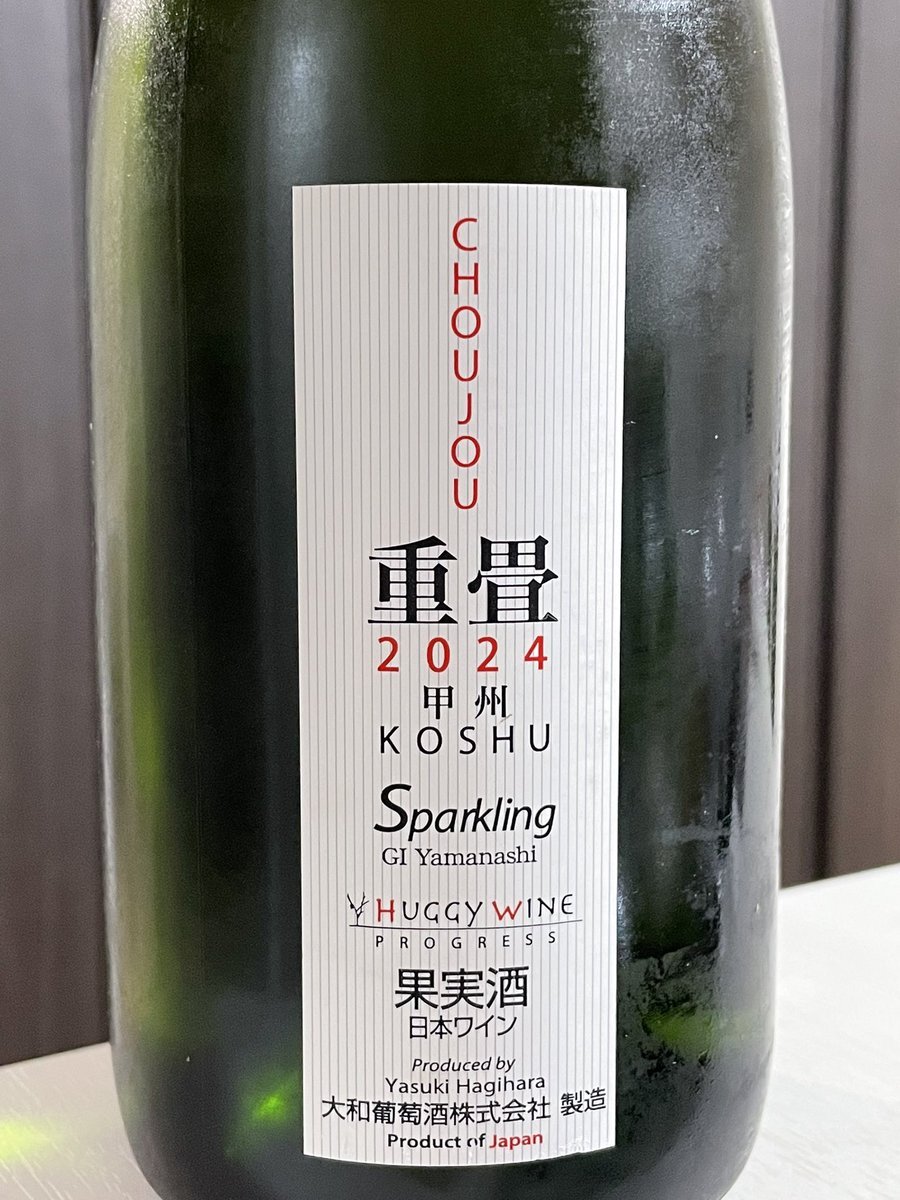 CHOUJOU
重畳
2024
甲州
KOSHU
Sparkling
GI Yamanashi
HUGGY WINE
PROGRESS
果実酒
日本ワイン
Produced by
Yasuki Hagihara
大和葡萄酒株式会社 製造
Product of Japan